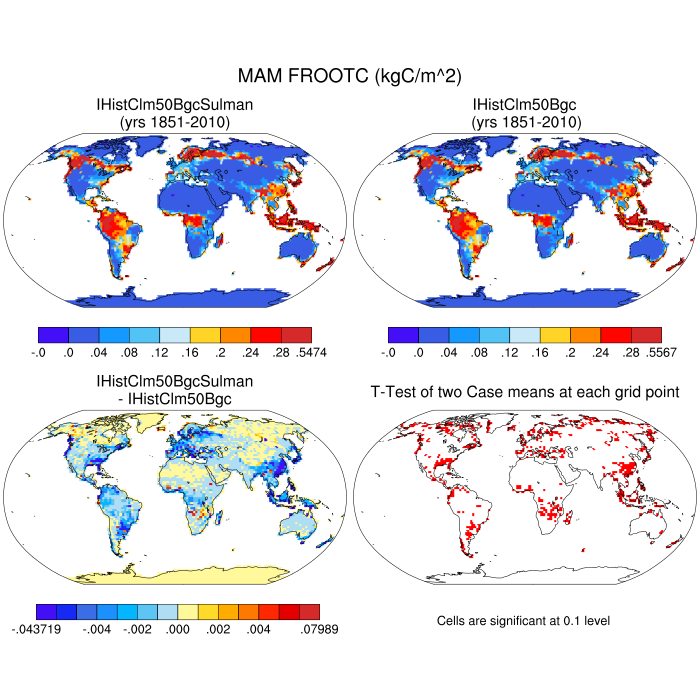 MAM FROOTC (kgC/m^2)
IHistClm50BgcSulman
(yrs 1851-2010)
IHistClm50Bgc
(yrs 1851-2010)
-.0 .0 .04 .08 .12 .16 .2 .24 .28 .5474
-.0 .0 .04 .08 .12 .16 .2 .24 .28 .5567
IHistClm50BgcSulman
- IHistClm50Bgc
T-Test of two Case means at each grid point
-.043719 -.004 -.002 .000 .002 .004 .07989
Cells are significant at 0.1 level